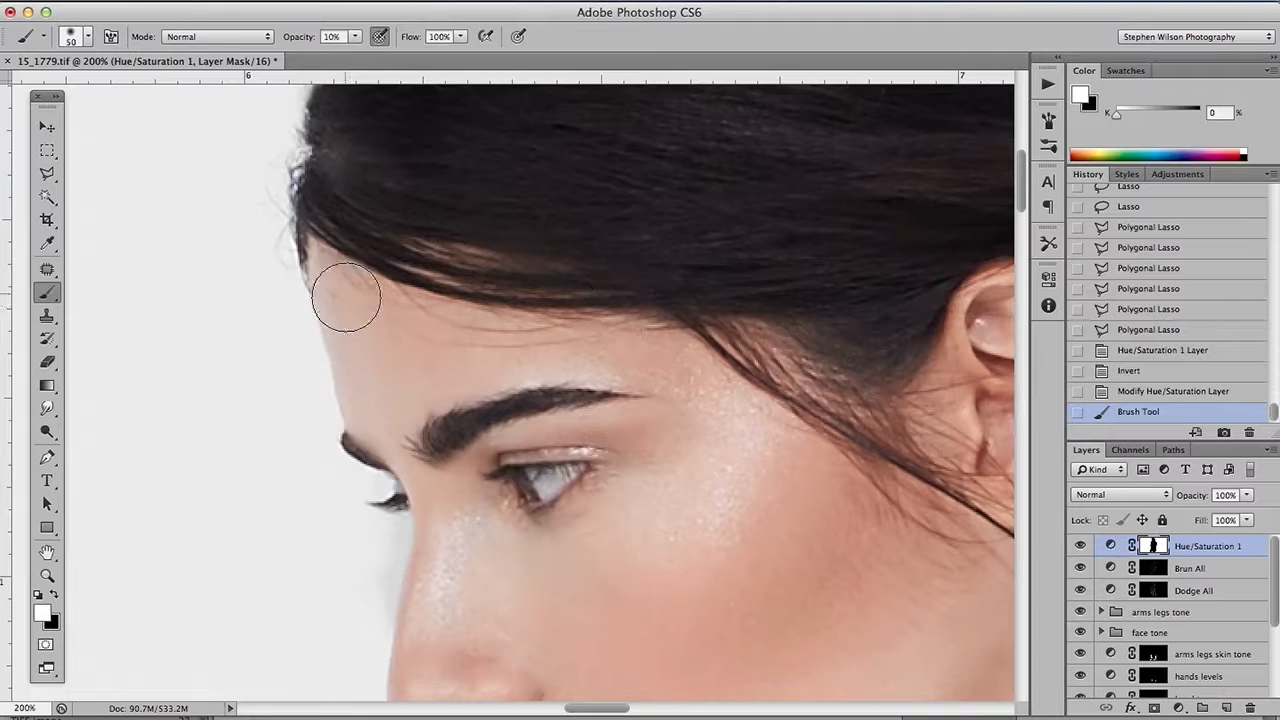 Adobe Photoshop CS6
50 Mode: Normal Opacity: 10% Flow: 100% Stephen Wilson Photography
× 15_1779.tif @ 200% (Hue/Saturation 1, Layer Mask/16) *
6 7
Color Swatches
K 0 %
History Styles Adjustments
Lasso
Lasso
Polygonal Lasso
Polygonal Lasso
Polygonal Lasso
Polygonal Lasso
Polygonal Lasso
Polygonal Lasso
Hue/Saturation 1 Layer
Invert
Modify Hue/Saturation Layer
Brush Tool
Layers Channels Paths
Kind
Normal Opacity: 100%
Lock: Fill: 100%
Hue/Saturation 1
Brun All
Dodge All
arms legs tone
face tone
arms legs skin tone
hands levels
1
200% Doc: 90.7M/533.2M